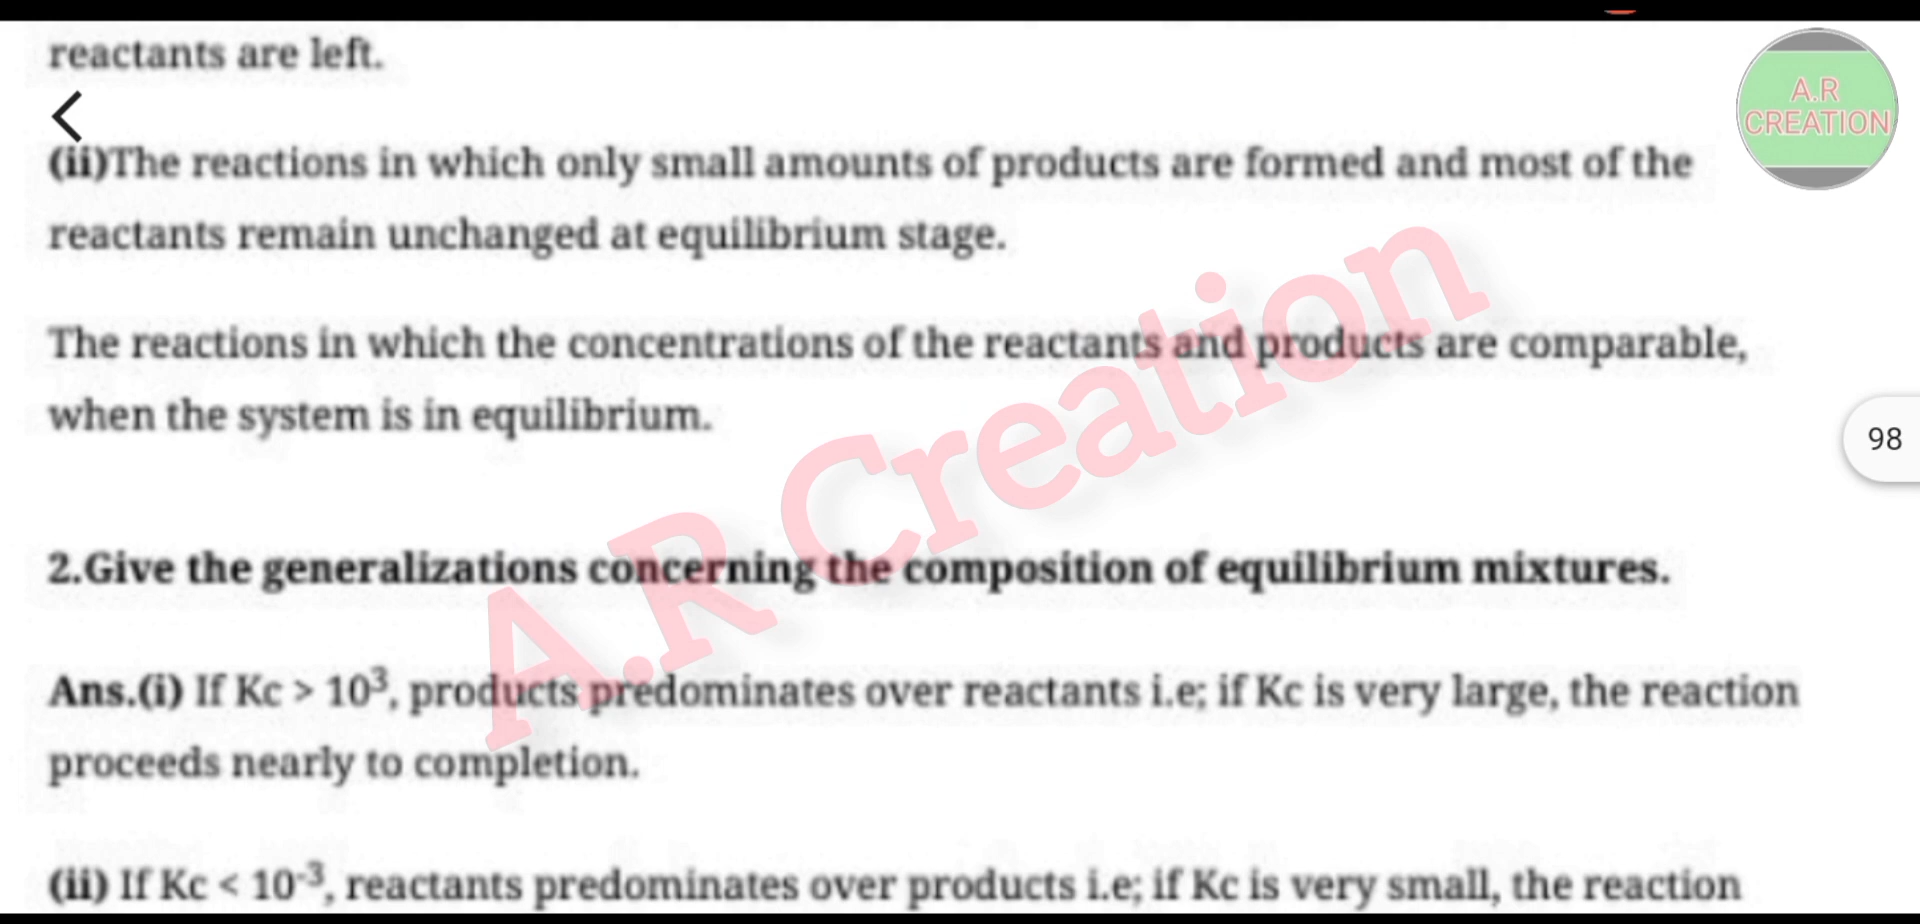 reactants are left.
A.R
CREATION
(ii)The reactions in which only small amounts of products are formed and most of the
reactants remain unchanged at equilibrium stage.
The reactions in which the concentrations of the reactants and products are comparable,
when the system is in equilibrium.
98
A.R Creation
2.Give the generalizations concerning the composition of equilibrium mixtures.
Ans.(i) If Kc > 10³, products predominates over reactants i.e; if Kc is very large, the reaction
proceeds nearly to completion.
(ii) If Kc < 10⁻³, reactants predominates over products i.e; if Kc is very small, the reaction